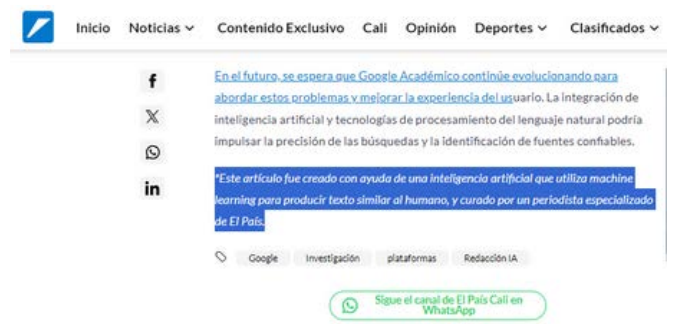 Inicio Noticias Contenido Exclusivo Cali Opinión Deportes Clasificados
En el futuro, se espera que Google Académico continúe evolucionando para
abordar estos problemas y mejorar la experiencia del usuario. La integración de
inteligencia artificial y tecnologías de procesamiento del lenguaje natural podría
impulsar la precisión de las búsquedas y la identificación de fuentes confiables.
*Este artículo fue creado con ayuda de una inteligencia artificial que utiliza machine
learning para producir texto similar al humano, y curado por un periodista especializado
de El País.
Google Investigación plataformas Redacción IA
Sigue el canal de El País Cali en
WhatsApp